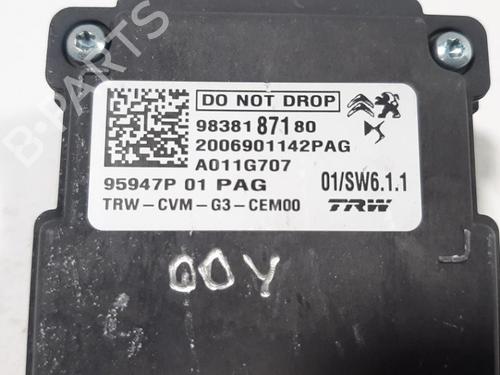 DO NOT DROP
98381 871 80
2006901142PAG
A011G707
95947P 01 PAG 01/SW6.1.1
TRW-CVM-G3-CEM00 TRW
00Y
B-PARTS